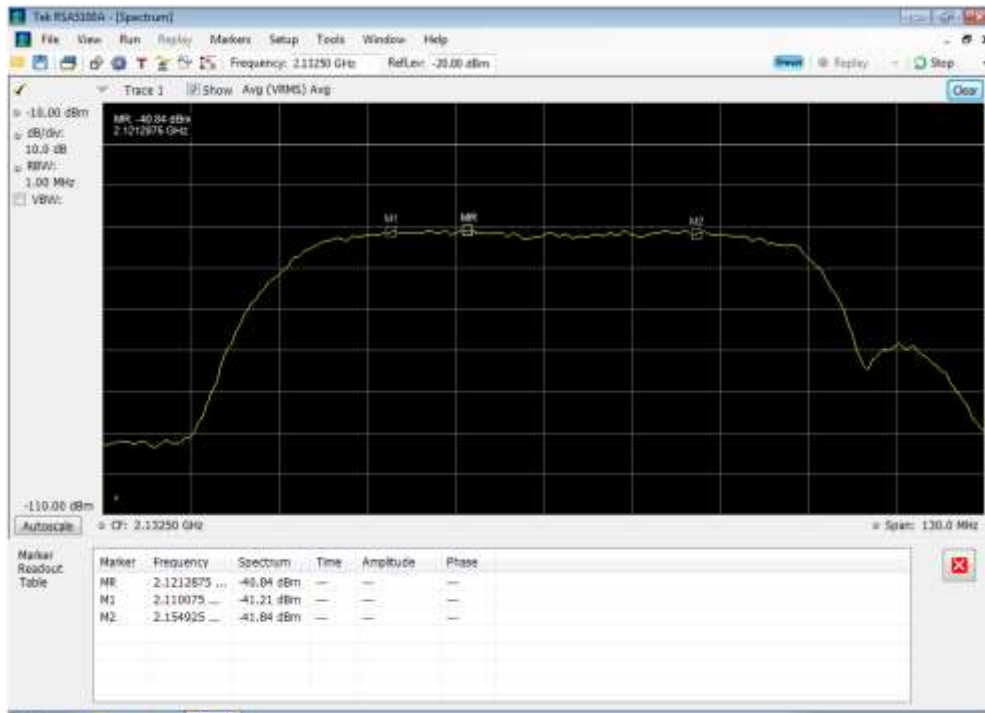 Tek RSA5100A - [Spectrum]
File View Run Replay Markers Setup Tools Window Help
Frequency: 2.13250 GHz RefLev: -20.00 dBm Preset Replay Stop
Trace 1 Show Avg (VRMS) Avg Clear
-10.00 dBm
dB/div:
10.0 dB
RBW:
1.00 MHz
VBW:
MR: -40.84 dBm
2.1212875 GHz
M1 MR M2
-110.00 dBm
Autoscale CF: 2.13250 GHz Span: 130.0 MHz
Marker
Readout
Table
Marker Frequency Spectrum Time Amplitude Phase
MR 2.1212875 ... -40.84 dBm --- --- ---
M1 2.110075 ... -41.21 dBm --- --- ---
M2 2.154925 ... -41.84 dBm --- --- ---